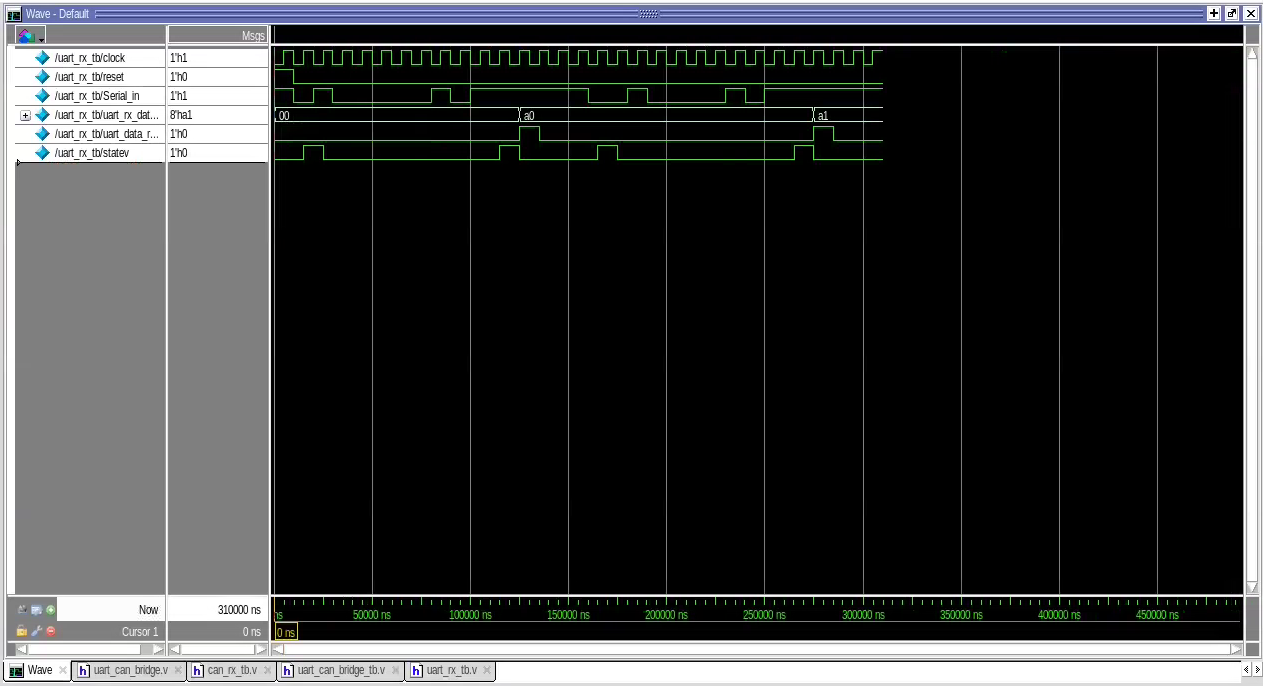 Wave - Default
Msgs
/uart_rx_tb/clock 1'h1
/uart_rx_tb/reset 1'h0
/uart_rx_tb/Serial_in 1'h1
/uart_rx_tb/uart_rx_dat... 8'ha1 00 a0 a1
/uart_rx_tb/uart_data_r... 1'h0
/uart_rx_tb/statev 1'h0
Now 310000 ns ns 50000 ns 100000 ns 150000 ns 200000 ns 250000 ns 300000 ns 350000 ns 400000 ns 450000 ns
Cursor 1 0 ns 0 ns
Wave uart_can_bridge.v can_rx_tb.v uart_can_bridge_tb.v uart_rx_tb.v